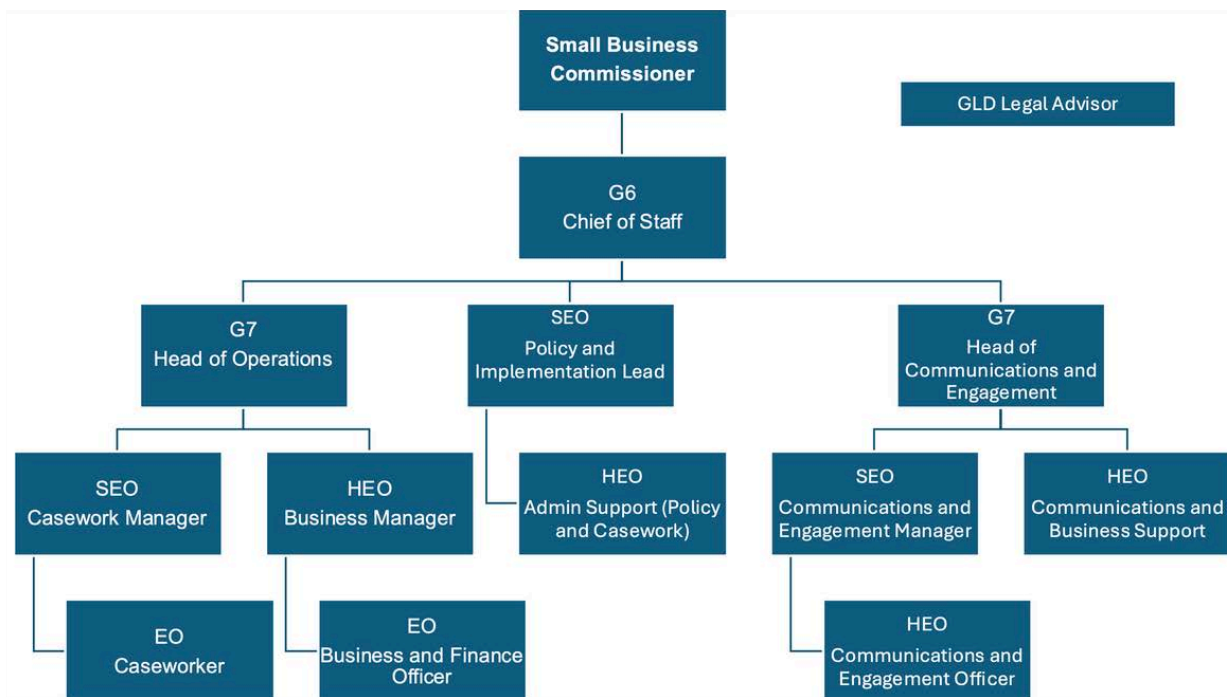 Small Business
Commissioner
GLD Legal Advisor
G6
Chief of Staff
G7
Head of Operations
SEO
Policy and
Implementation Lead
G7
Head of
Communications and
Engagement
SEO
Casework Manager
HEO
Business Manager
HEO
Admin Support (Policy
and Casework)
SEO
Communications and
Engagement Manager
HEO
Communications and
Business Support
EO
Caseworker
EO
Business and Finance
Officer
HEO
Communications and
Engagement Officer